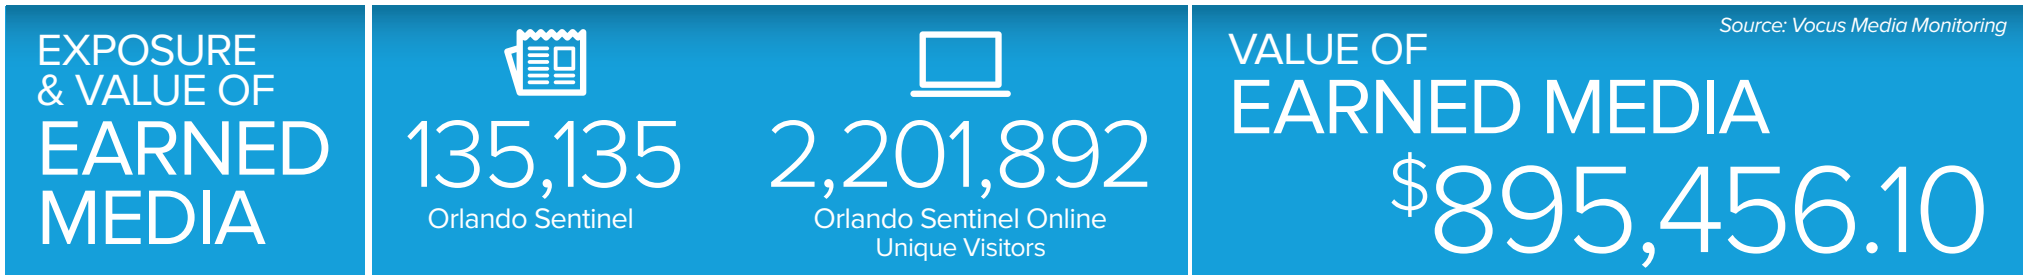 EXPOSURE
& VALUE OF
EARNED
MEDIA
135,135
Orlando Sentinel
2,201,892
Orlando Sentinel Online
Unique Visitors
Source: Vocus Media Monitoring
VALUE OF
EARNED MEDIA
$895,456.10